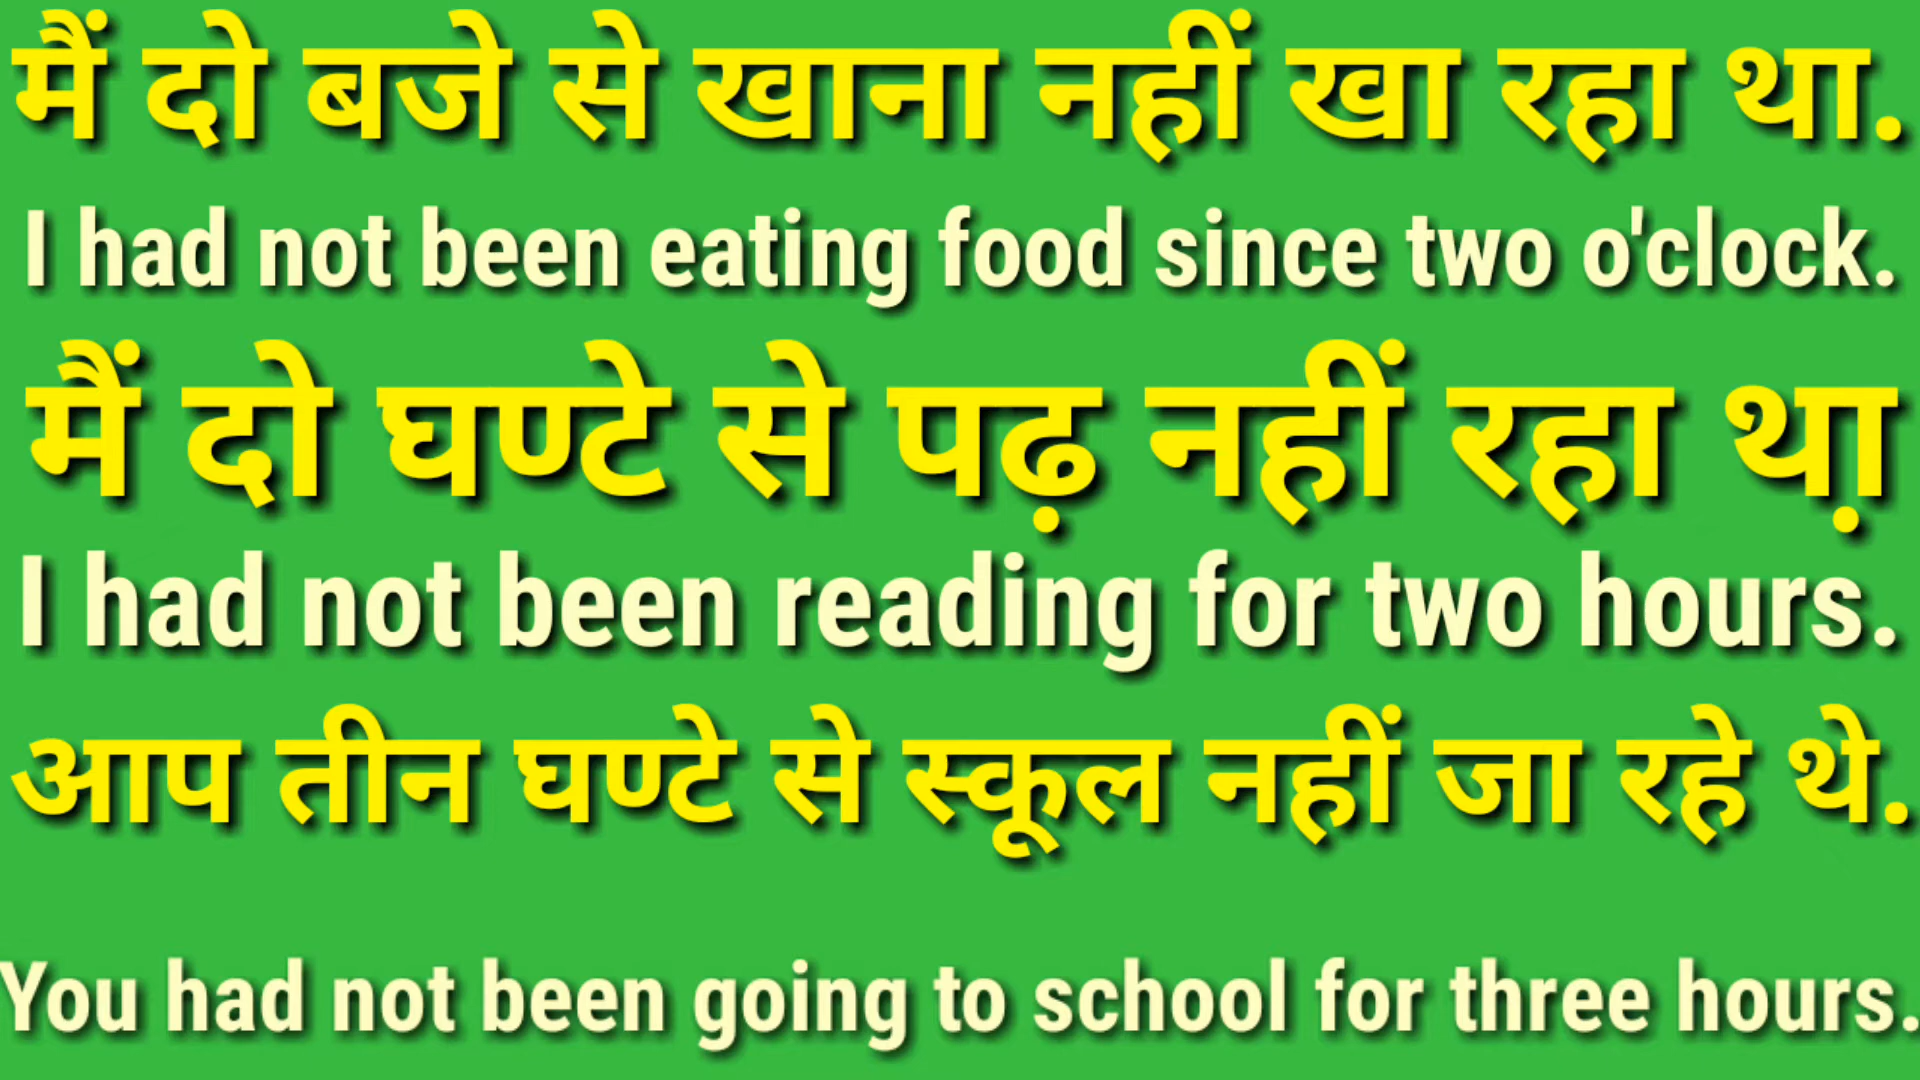 मैं दो बजे से खाना नहीं खा रहा था.
I had not been eating food since two o'clock.
मैं दो घण्टे से पढ़ नहीं रहा था़
I had not been reading for two hours.
आप तीन घण्टे से स्कूल नहीं जा रहे थे.
You had not been going to school for three hours.